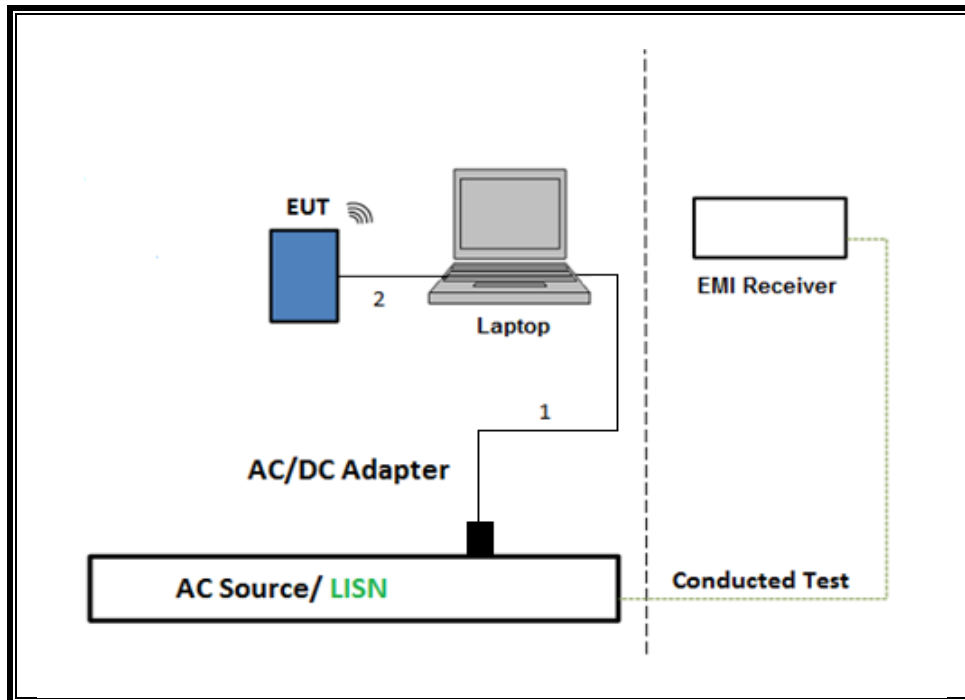 EUT
2
Laptop
EMI Receiver
1
AC/DC Adapter
AC Source/ LISN
Conducted Test